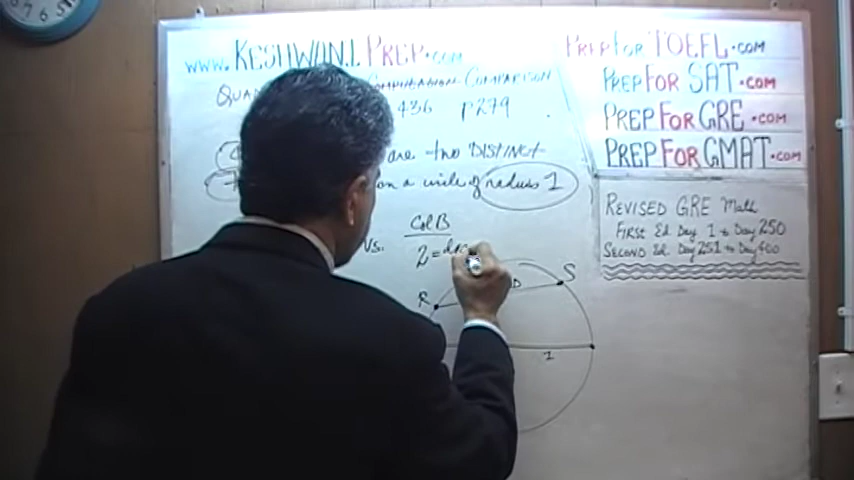 www. KESHWANI PREP.com
QUA COMPARISON
436 P279
are two DISTINCT
on a circle of radius 1
Col B
Vs. 2 =
R D S
1
PREP for TOEFL.com
PREP FOR SAT.com
PREP FOR GRE.com
PREP FOR GMAT.com
REVISED GRE Math
FIRST Ed Day 1 to Day 250
SECOND Ed. Day 251 to Day 400